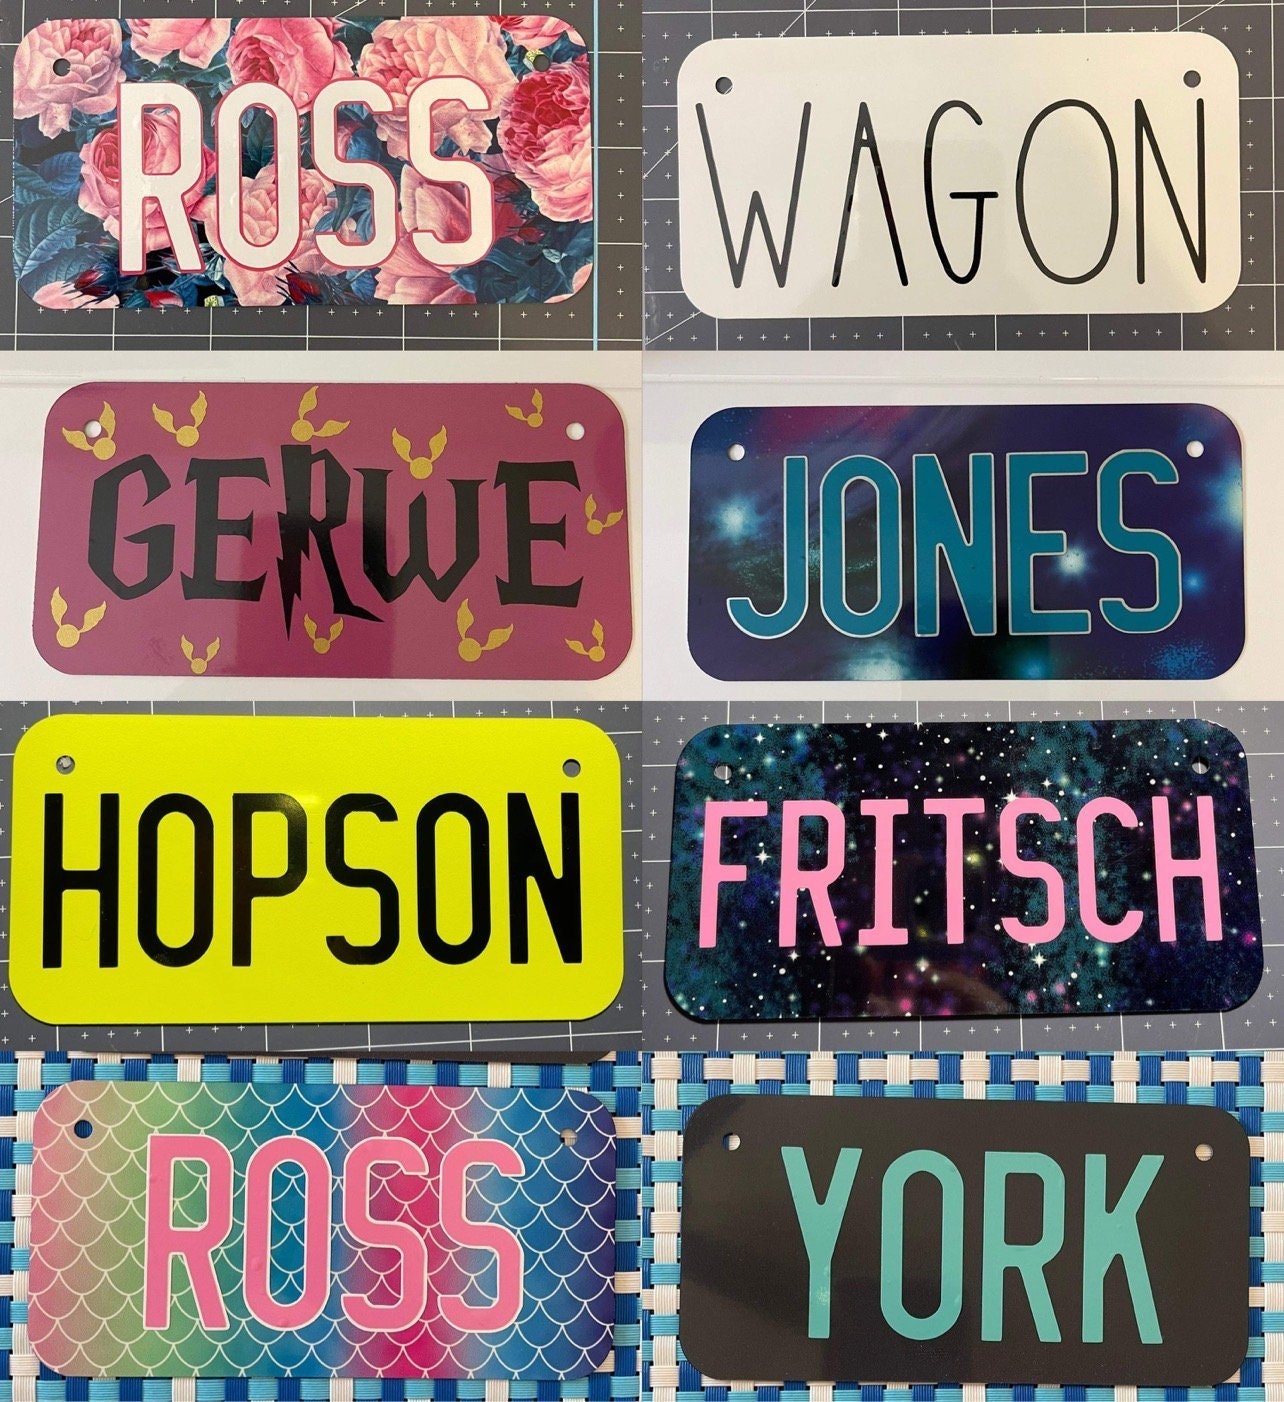 ROSS
WAGON
GERWE
JONES
HOPSON
FRITSCH
ROSS
YORK